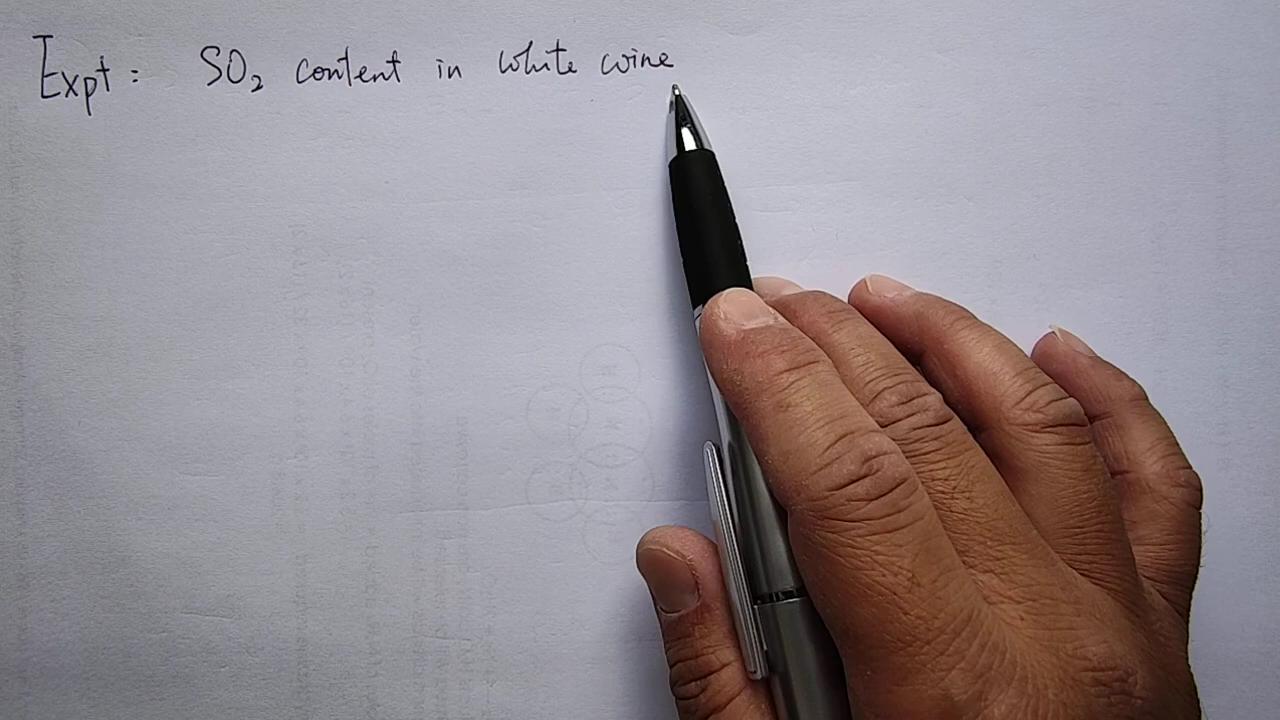 Expt: SO₂ content in white wine